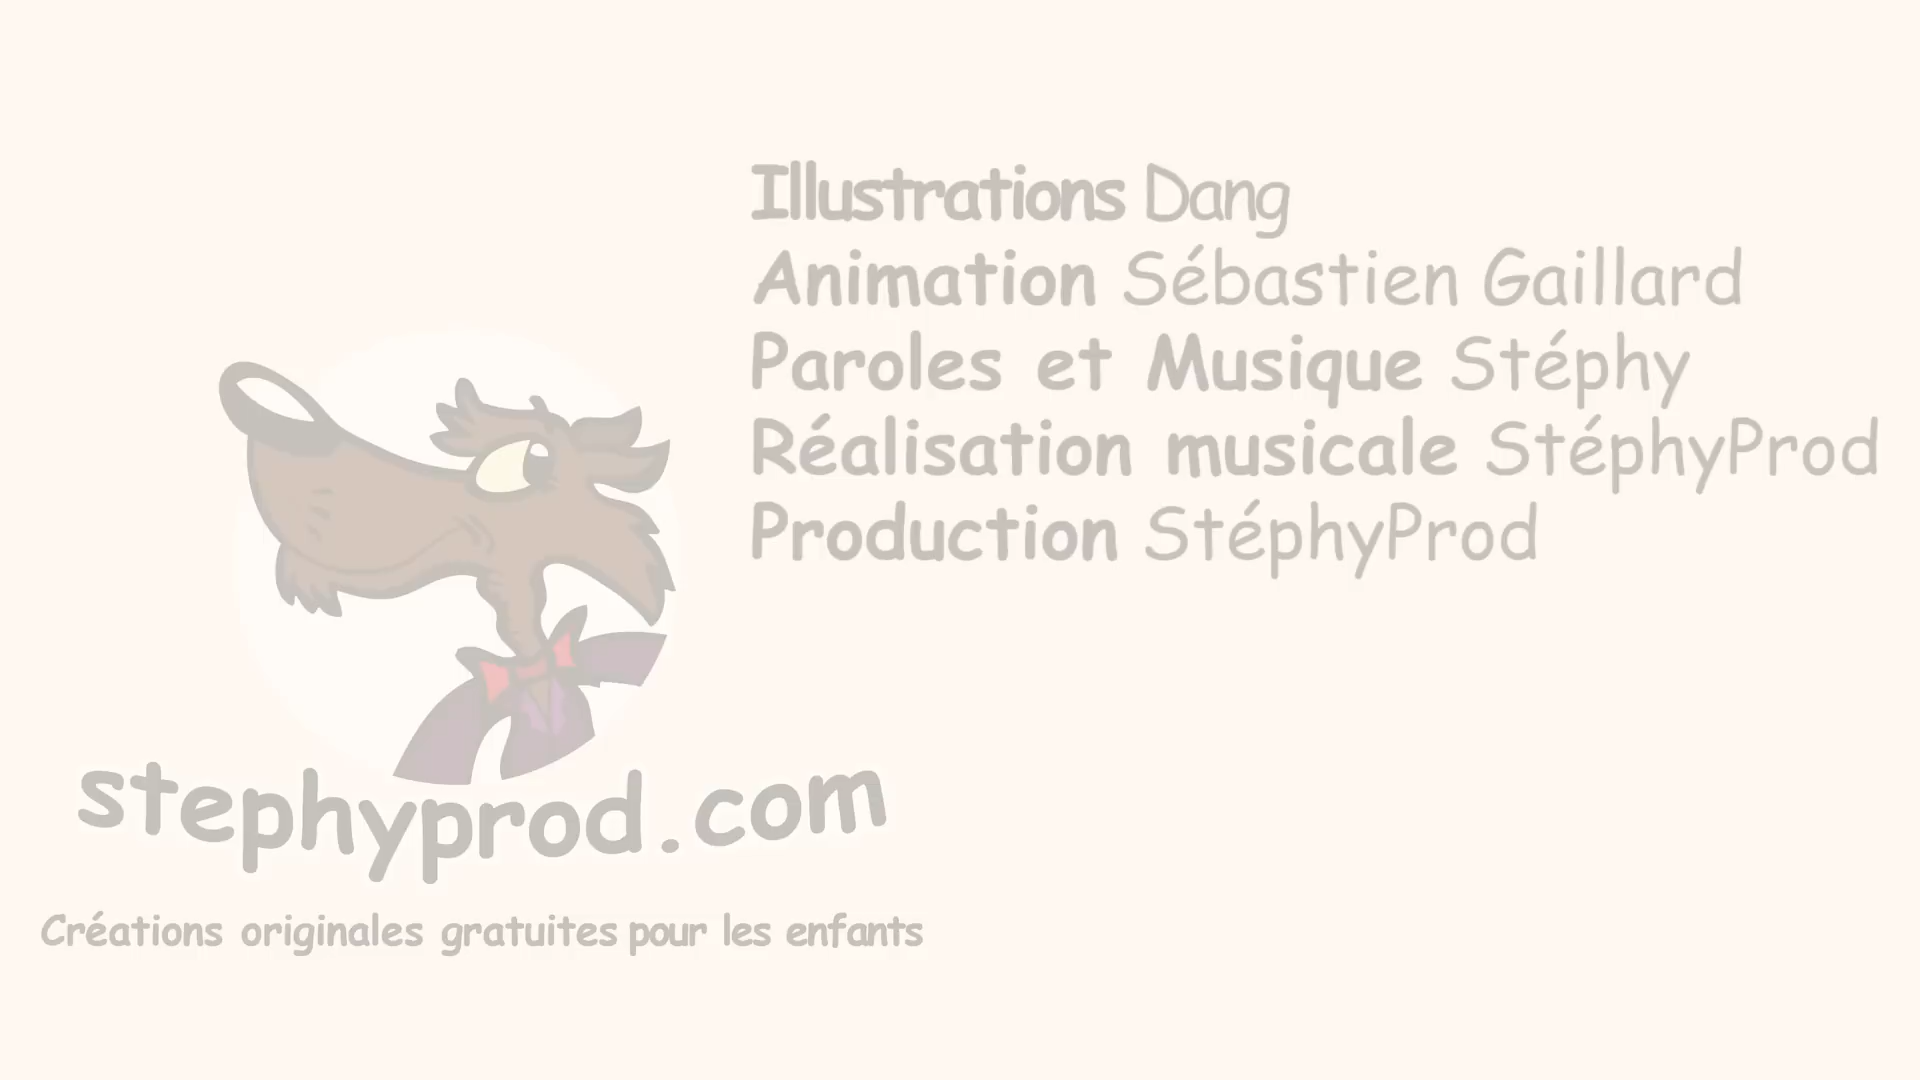 Illustrations Dang
Animation Sébastien Gaillard
Paroles et Musique Stéphy
Réalisation musicale StéphyProd
Production StéphyProd
stephyprod.com
Créations originales gratuites pour les enfants